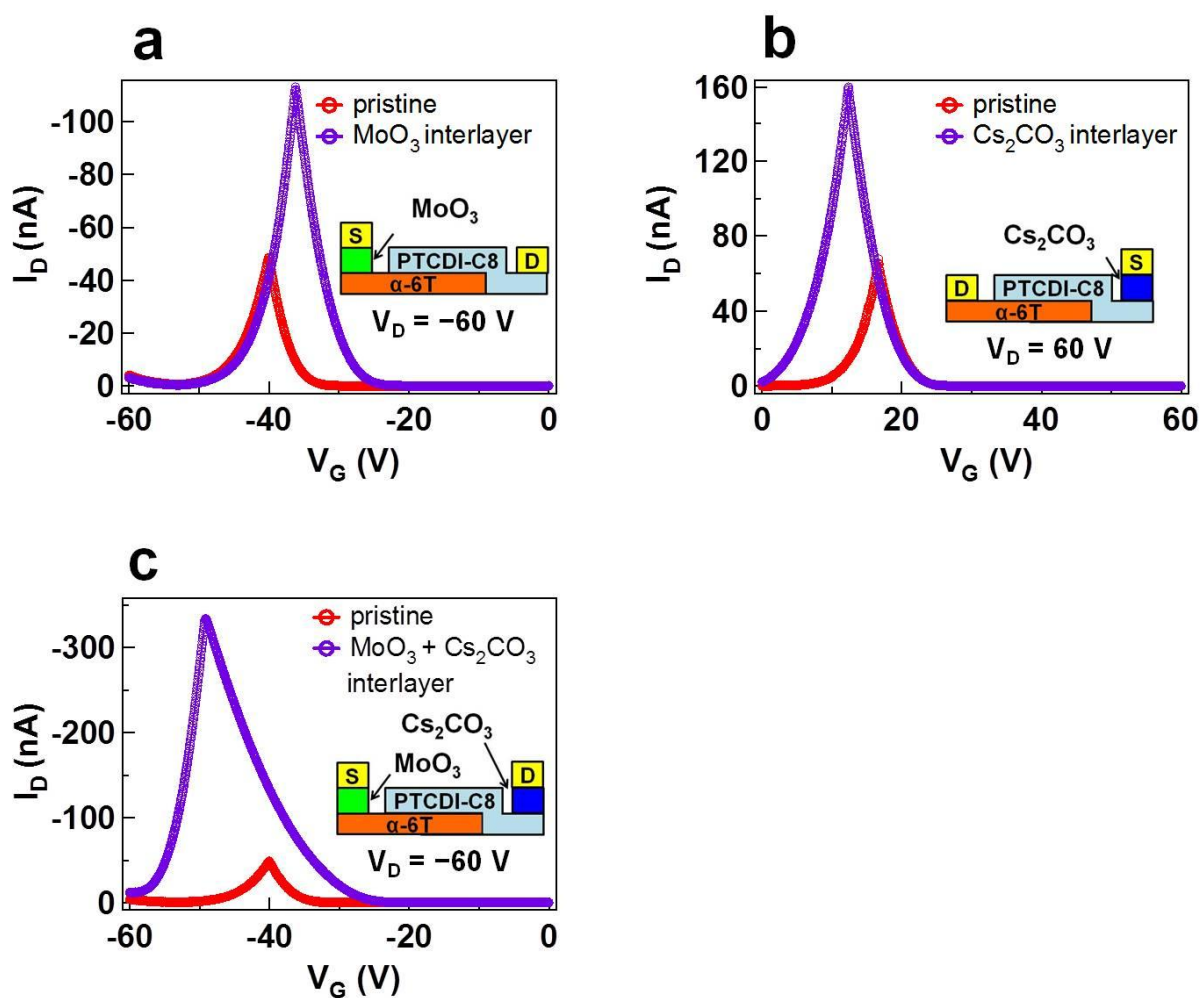 a
pristine
MoO₃ interlayer
-100
-80
-60
-40
-20
0
I_D (nA)
MoO₃
S
PTCDI-C8
D
α-6T
V_D = −60 V
-60
-40
-20
0
V_G (V)
b
pristine
Cs₂CO₃ interlayer
160
120
80
40
0
I_D (nA)
Cs₂CO₃
S
D
PTCDI-C8
α-6T
V_D = 60 V
0
20
40
60
V_G (V)
c
pristine
MoO₃ + Cs₂CO₃
interlayer
-300
-200
-100
0
I_D (nA)
Cs₂CO₃
MoO₃
S
D
PTCDI-C8
α-6T
V_D = −60 V
-60
-40
-20
0
V_G (V)